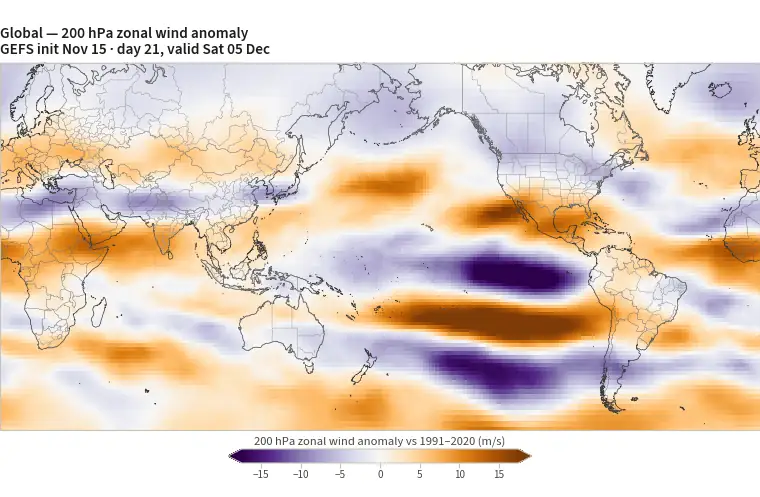 Global — 200 hPa zonal wind anomaly
GEFS init Nov 15 · day 21, valid Sat 05 Dec
200 hPa zonal wind anomaly vs 1991–2020 (m/s)
−15 −10 −5 0 5 10 15